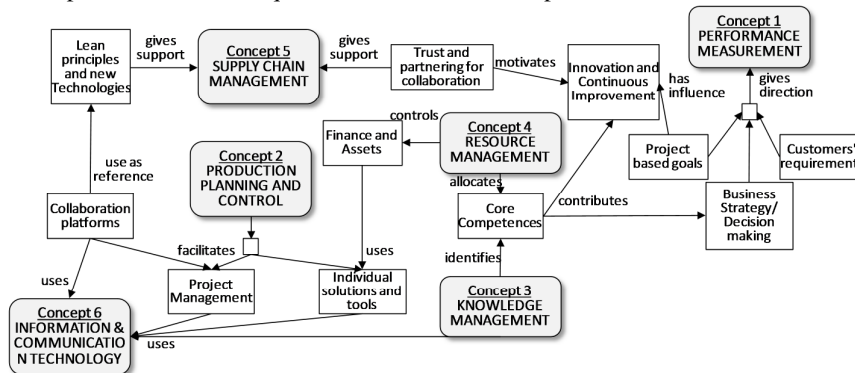 Lean
principles
and new
Technologies
gives
support
Concept 5
SUPPLY CHAIN
MANAGEMENT
gives
support
Trust and
partnering for
collaboration
motivates
Innovation and
Continuous
Improvement
has
influence
Concept 1
PERFORMANCE
MEASUREMENT
gives
direction
Project
based goals
Customers'
requirement
use as
reference
Concept 2
PRODUCTION
PLANNING AND
CONTROL
Finance and
Assets
controls
Concept 4
RESOURCE
MANAGEMENT
allocates
Core
Competences
contributes
Business
Strategy/
Decision
making
Collaboration
platforms
facilitates
uses
identifies
uses
Project
Management
Individual
solutions and
tools
Concept 3
KNOWLEDGE
MANAGEMENT
Concept 6
INFORMATION &
COMMUNICATIO
N TECHNOLOGY
uses